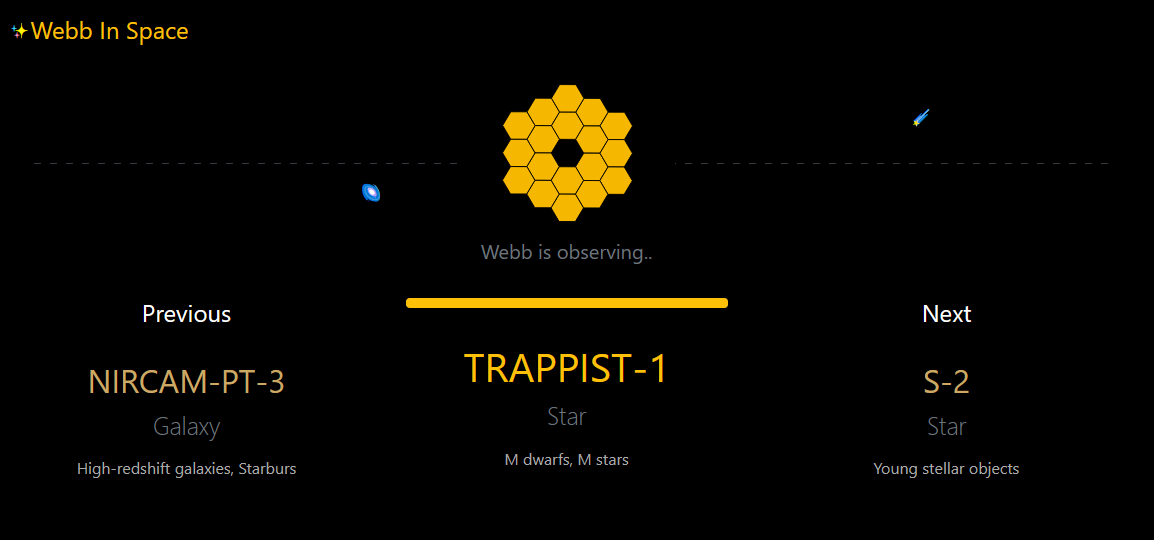 ✨Webb In Space
Webb is observing..
Previous
NIRCAM-PT-3
Galaxy
High-redshift galaxies, Starburs
TRAPPIST-1
Star
M dwarfs, M stars
Next
S-2
Star
Young stellar objects